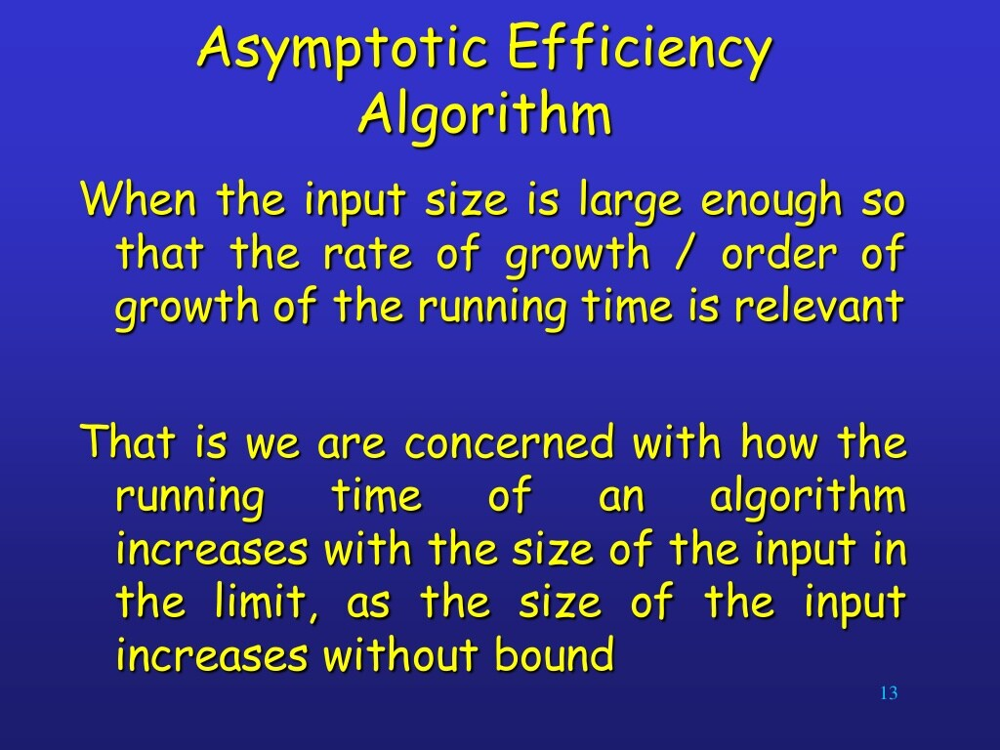 Asymptotic Efficiency
Algorithm
When the input size is large enough so
that the rate of growth / order of
growth of the running time is relevant
That is we are concerned with how the
running time of an algorithm
increases with the size of the input in
the limit, as the size of the input
increases without bound
13